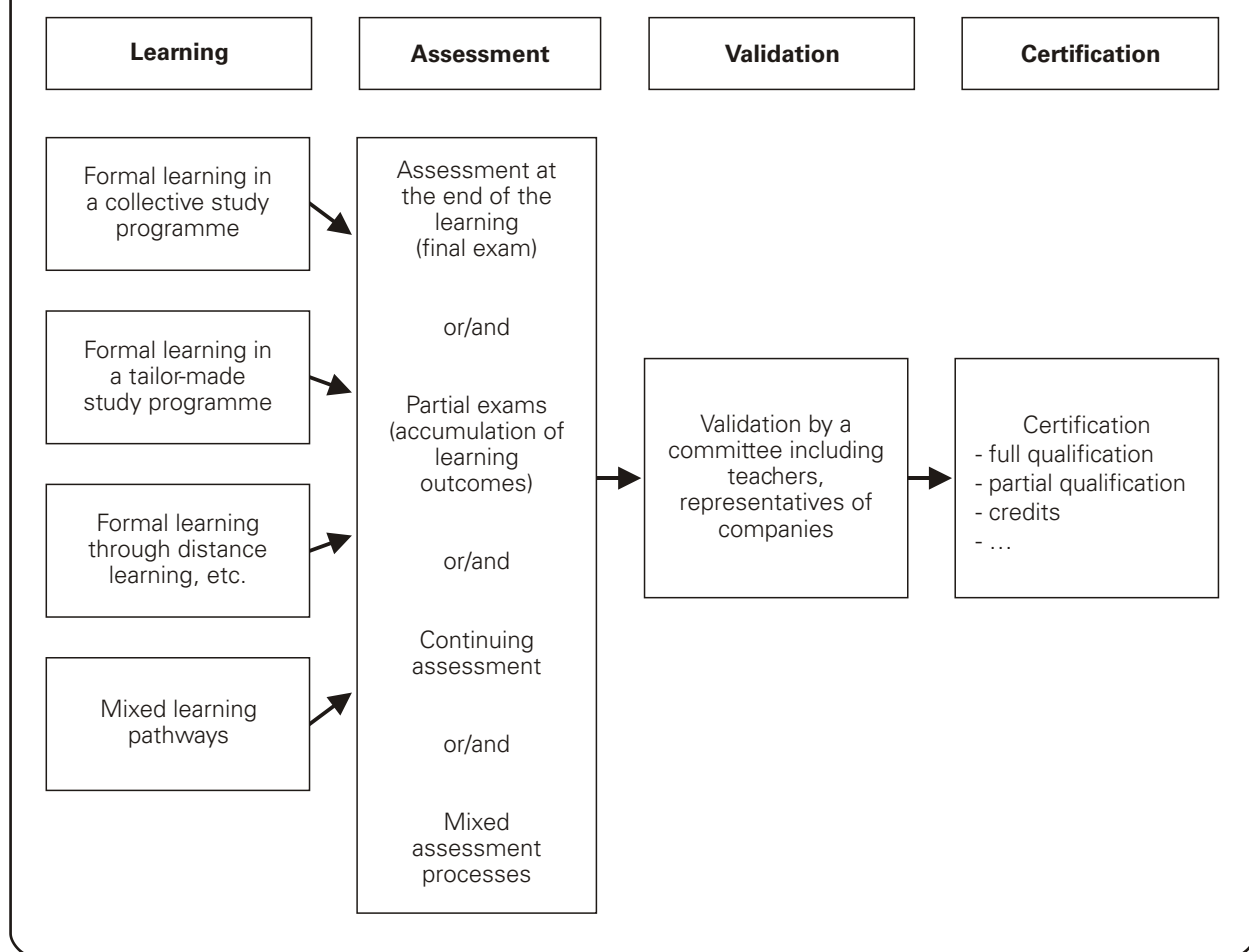 Learning
Assessment
Validation
Certification
Formal learning in
a collective study
programme
Formal learning in
a tailor-made
study programme
Formal learning
through distance
learning, etc.
Mixed learning
pathways
Assessment at
the end of the
learning
(final exam)
or/and
Partial exams
(accumulation of
learning
outcomes)
or/and
Continuing
assessment
or/and
Mixed
assessment
processes
Validation by a
committee including
teachers,
representatives of
companies
Certification
- full qualification
- partial qualification
- credits
- …